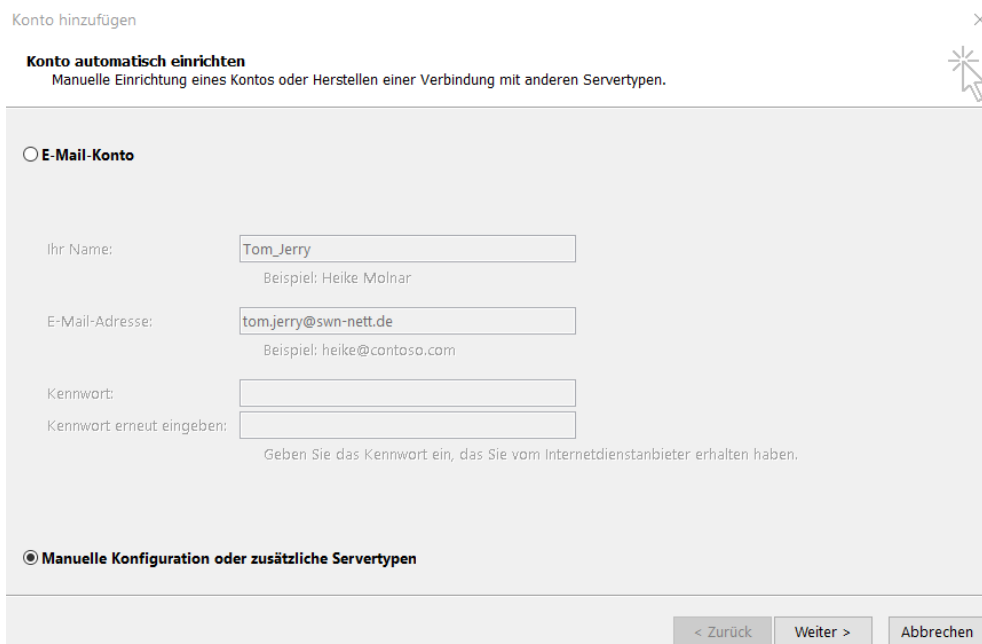 Konto hinzufügen
Konto automatisch einrichten
Manuelle Einrichtung eines Kontos oder Herstellen einer Verbindung mit anderen Servertypen.
E-Mail-Konto
Ihr Name: Tom_Jerry
Beispiel: Heike Molnar
E-Mail-Adresse: tom.jerry@swn-nett.de
Beispiel: heike@contoso.com
Kennwort:
Kennwort erneut eingeben:
Geben Sie das Kennwort ein, das Sie vom Internetdienstanbieter erhalten haben.
Manuelle Konfiguration oder zusätzliche Servertypen
< Zurück Weiter > Abbrechen